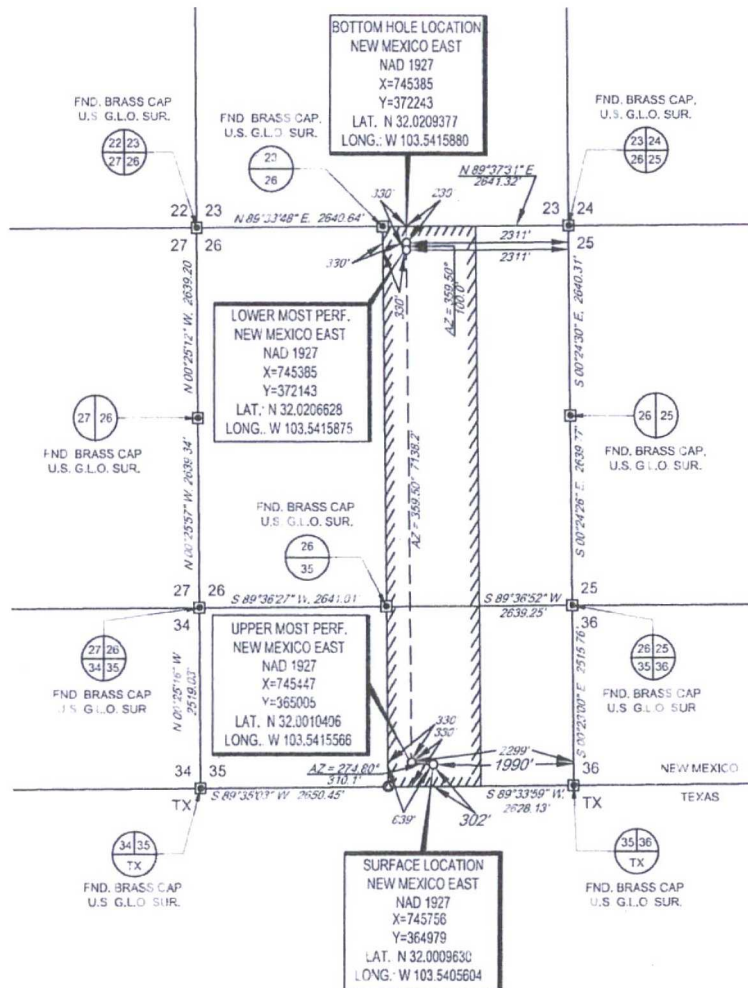 BOTTOM HOLE LOCATION
NEW MEXICO EAST
NAD 1927
X=745385
Y=372243
LAT. N 32.0209377
LONG.: W 103.5415880
FND. BRASS CAP
U.S. G.L.O. SUR.
22 23
27 26
FND. BRASS CAP
U.S. G.L.O. SUR.
23
26
FND. BRASS CAP,
U.S. G.L.O. SUR.
23 24
26 25
N 89°37'31" E
2641.32'
22 23
N 89°33'48" E, 2640.64'
330'
230'
23 24
27 26
2311'
25
2311'
330'
330'
AZ = 359.50°
100.0'
N 00°25'12" W, 2639.20
S 00°24'30" E, 2640.31'
LOWER MOST PERF.
NEW MEXICO EAST
NAD 1927
X=745385
Y=372143
LAT.: N 32.0206628
LONG.. W 103.5415875
27 26
FND BRASS CAP
U.S. G.L.O. SUR.
26 25
FND. BRASS CAP,
U.S. G.L.O. SUR.
AZ = 359.50° 7138.2'
N 00°25'57" W, 2639.34'
S 00°24'26" E, 2639.77'
FND. BRASS CAP
U.S. G.L.O. SUR.
26
35
27 26
S 89°36'27" W, 2641.01'
S 89°36'52" W
2639.25'
25
34
36
27 26
34 35
FND. BRASS CAP
U.S. G.L.O. SUR
26 25
35 36
FND. BRASS CAP
U.S. G.L.O. SUR
N 00°25'16" W
2519.03'
S 00°23'00" E 2515.76'
UPPER MOST PERF.
NEW MEXICO EAST
NAD 1927
X=745447
Y=365005
LAT. N 32.0010406
LONG.. W 103.5415566
330'
330'
2299'
1990'
34 35
AZ = 274.80°
310.1'
36
NEW MEXICO
TX
S 89°35'03" W, 2650.45'
639'
302'
S 89°33'59" W,
2628.13'
TX
TEXAS
34 35
TX
FND. BRASS CAP
U.S. G.L.O. SUR.
35 36
TX
FND. BRASS CAP
U.S. G.L.O. SUR.
SURFACE LOCATION
NEW MEXICO EAST
NAD 1927
X=745756
Y=364979
LAT. N 32.0009630
LONG.: W 103.5405604